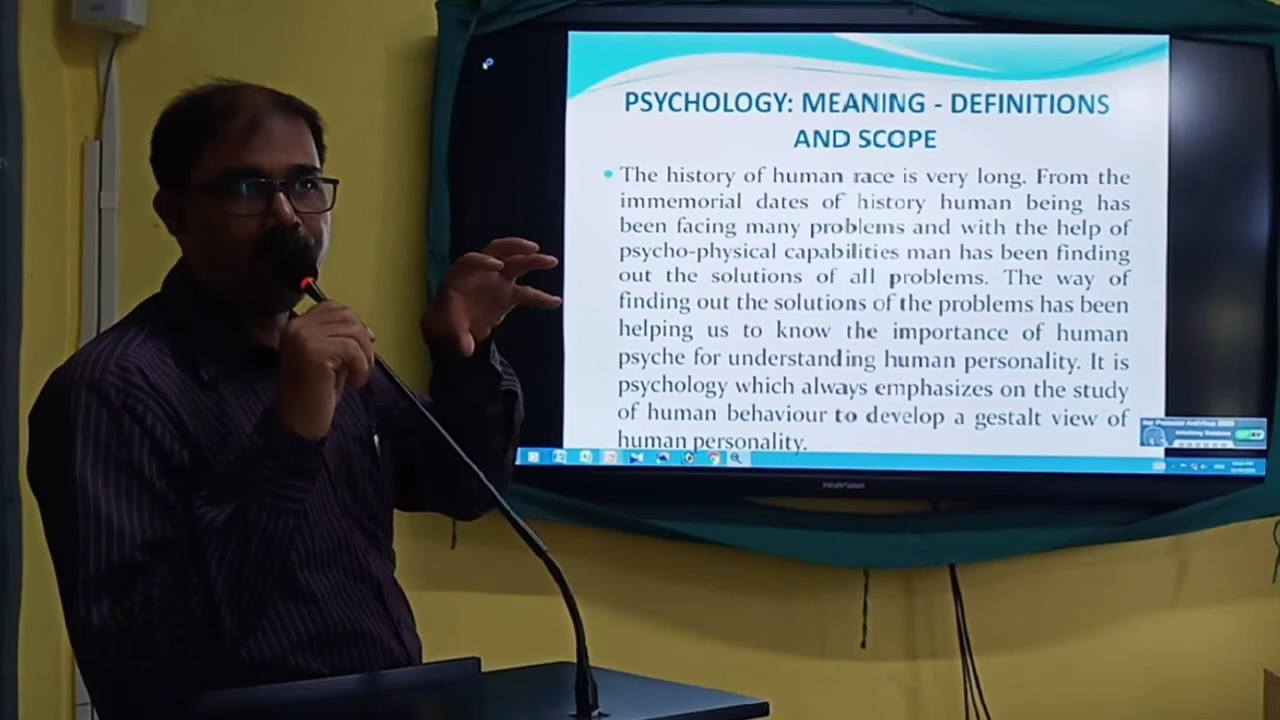 PSYCHOLOGY: MEANING - DEFINITIONS
AND SCOPE
The history of human race is very long. From the
immemorial dates of history human being has
been facing many problems and with the help of
psycho-physical capabilities man has been finding
out the solutions of all problems. The way of
finding out the solutions of the problems has been
helping us to know the importance of human
psyche for understanding human personality. It is
psychology which always emphasizes on the study
of human behaviour to develop a gestalt view of
human personality.